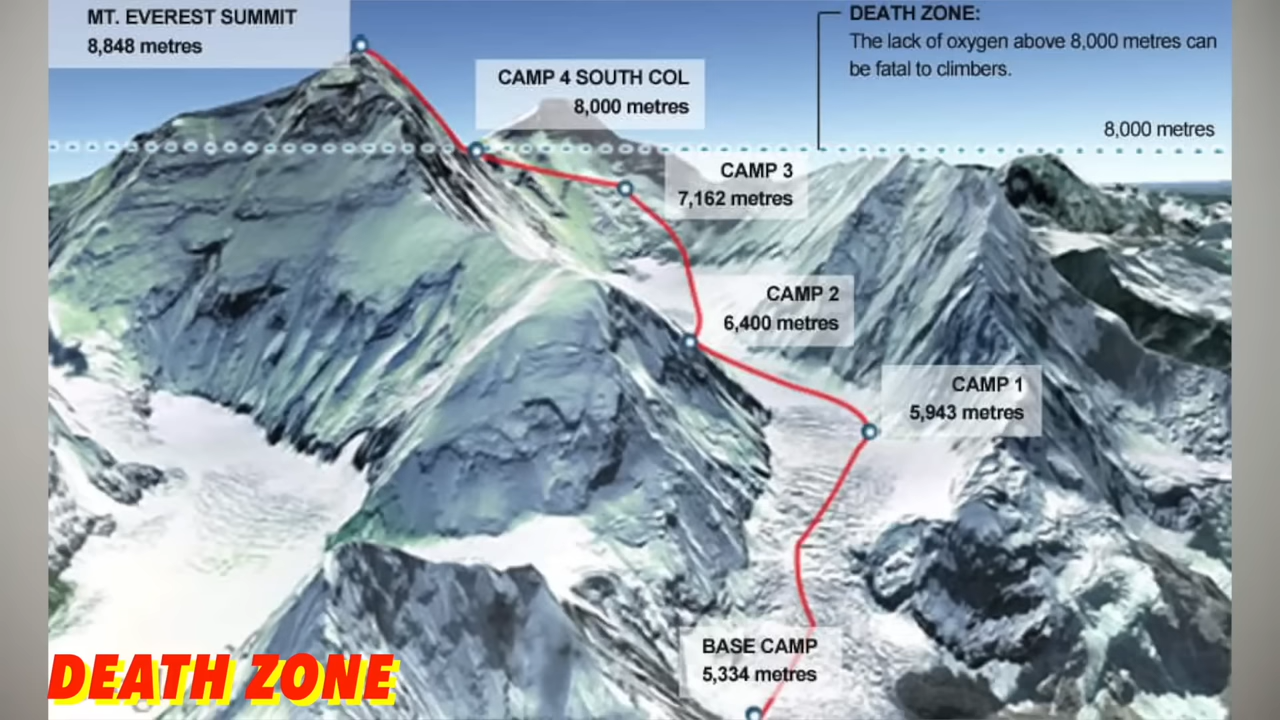 MT. EVEREST SUMMIT
8,848 metres
DEATH ZONE:
The lack of oxygen above 8,000 metres can
be fatal to climbers.
CAMP 4 SOUTH COL
8,000 metres
8,000 metres
CAMP 3
7,162 metres
CAMP 2
6,400 metres
CAMP 1
5,943 metres
BASE CAMP
5,334 metres
DEATH ZONE